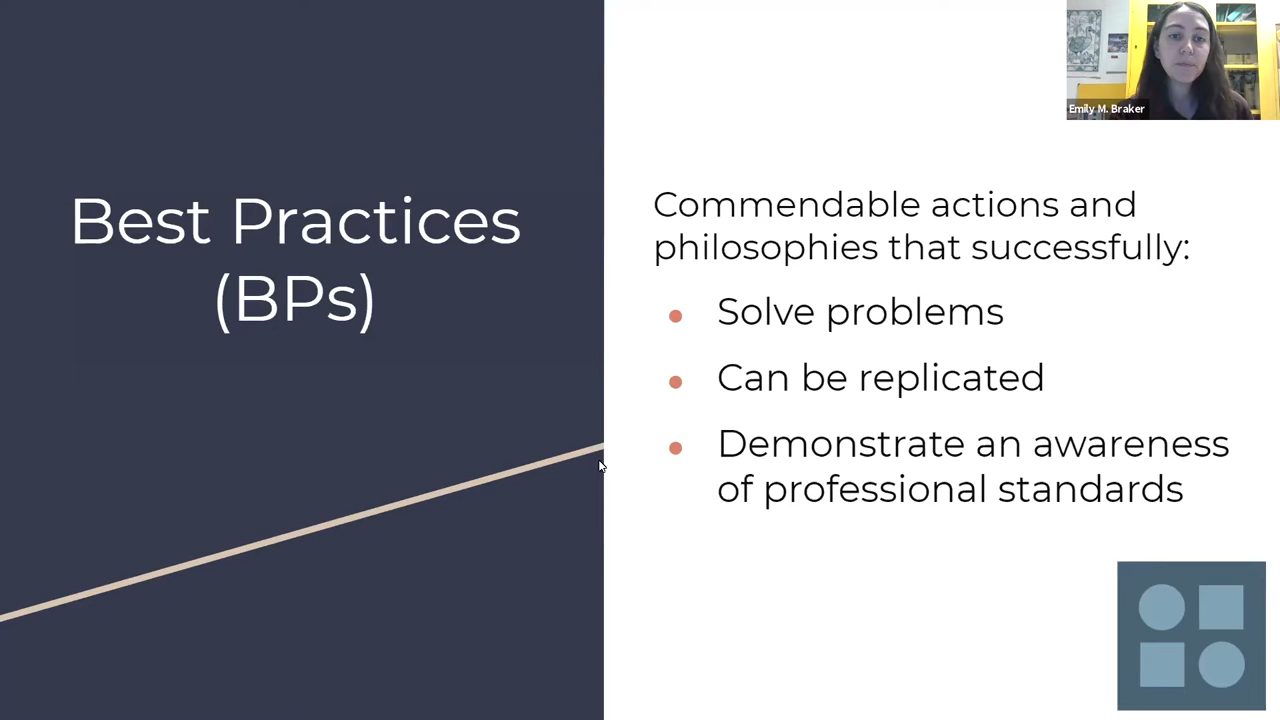 Best Practices
(BPs)
Commendable actions and
philosophies that successfully:
Solve problems
Can be replicated
Demonstrate an awareness
of professional standards
Emily M. Braker